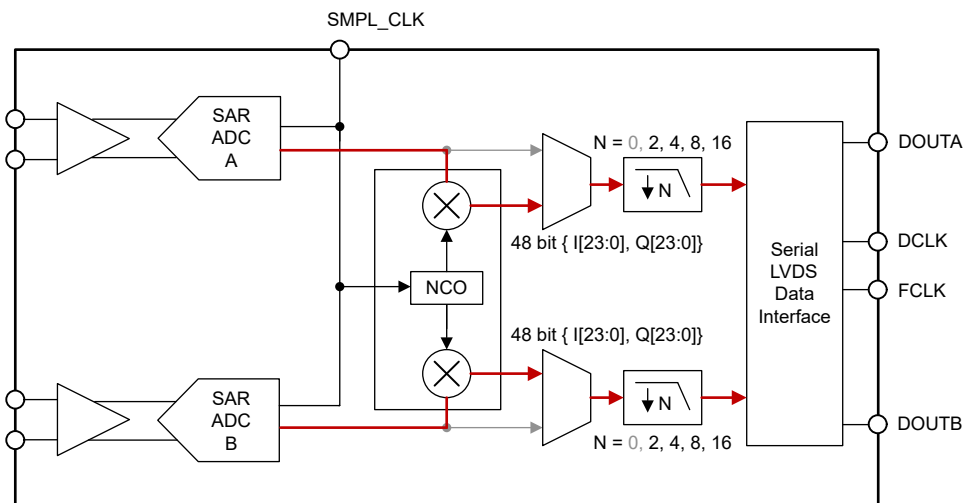 SMPL_CLK
SAR
ADC
A
N = 0, 2, 4, 8, 16
DOUTA
↓ N
48 bit { I[23:0], Q[23:0]}
DCLK
Serial
LVDS
Data
Interface
NCO
FCLK
48 bit { I[23:0], Q[23:0]}
SAR
ADC
B
↓ N
DOUTB
N = 0, 2, 4, 8, 16